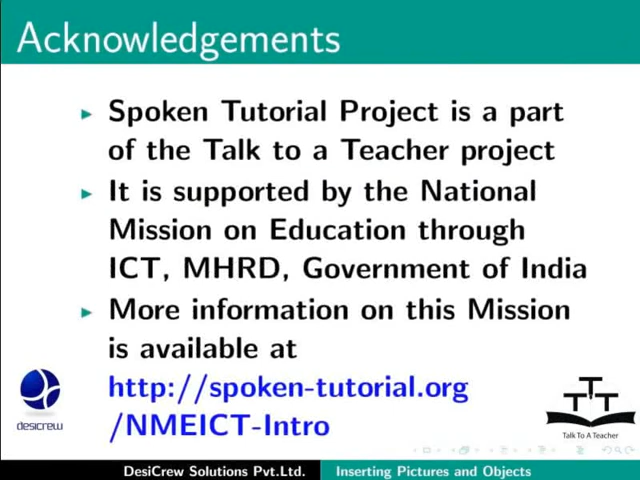 Acknowledgements
Spoken Tutorial Project is a part
of the Talk to a Teacher project
It is supported by the National
Mission on Education through
ICT, MHRD, Government of India
More information on this Mission
is available at
http://spoken-tutorial.org
/NMEICT-Intro
desicrew
TTT
Talk To A Teacher
DesiCrew Solutions Pvt.Ltd.
Inserting Pictures and Objects